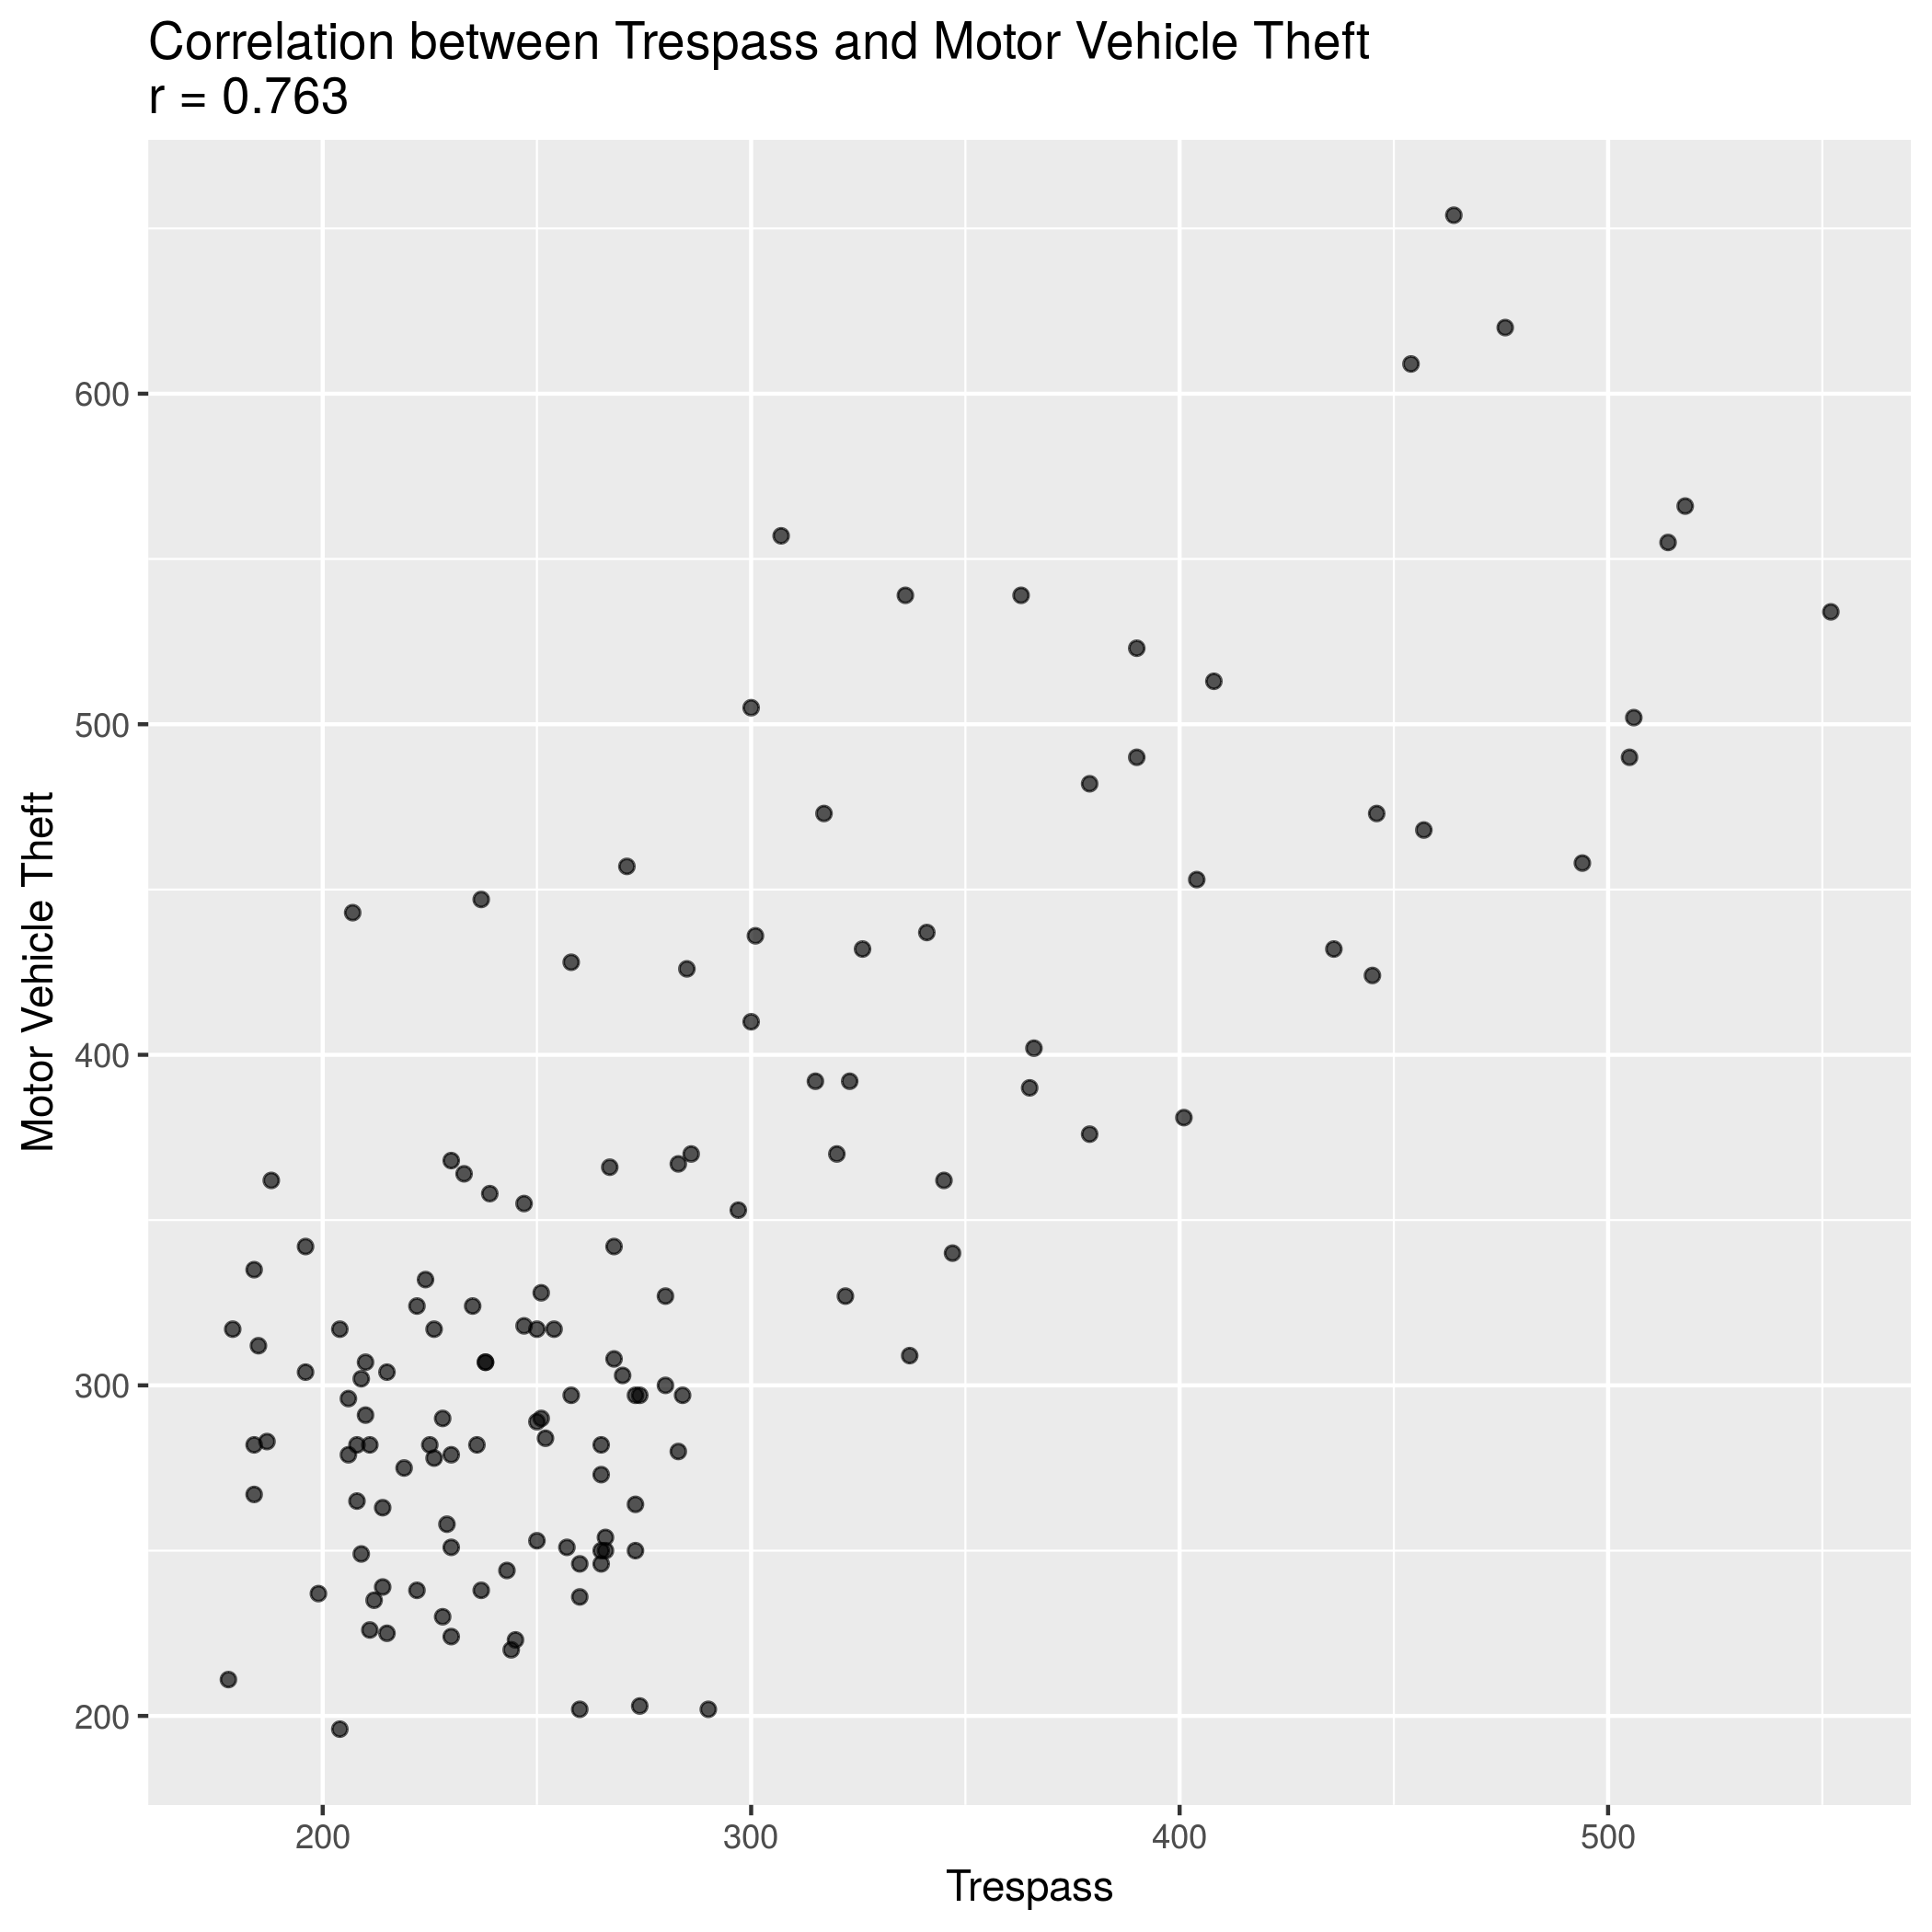 Correlation between Trespass and Motor Vehicle Theft
r = 0.763
Motor Vehicle Theft
600
500
400
300
200
200
300
400
500
Trespass